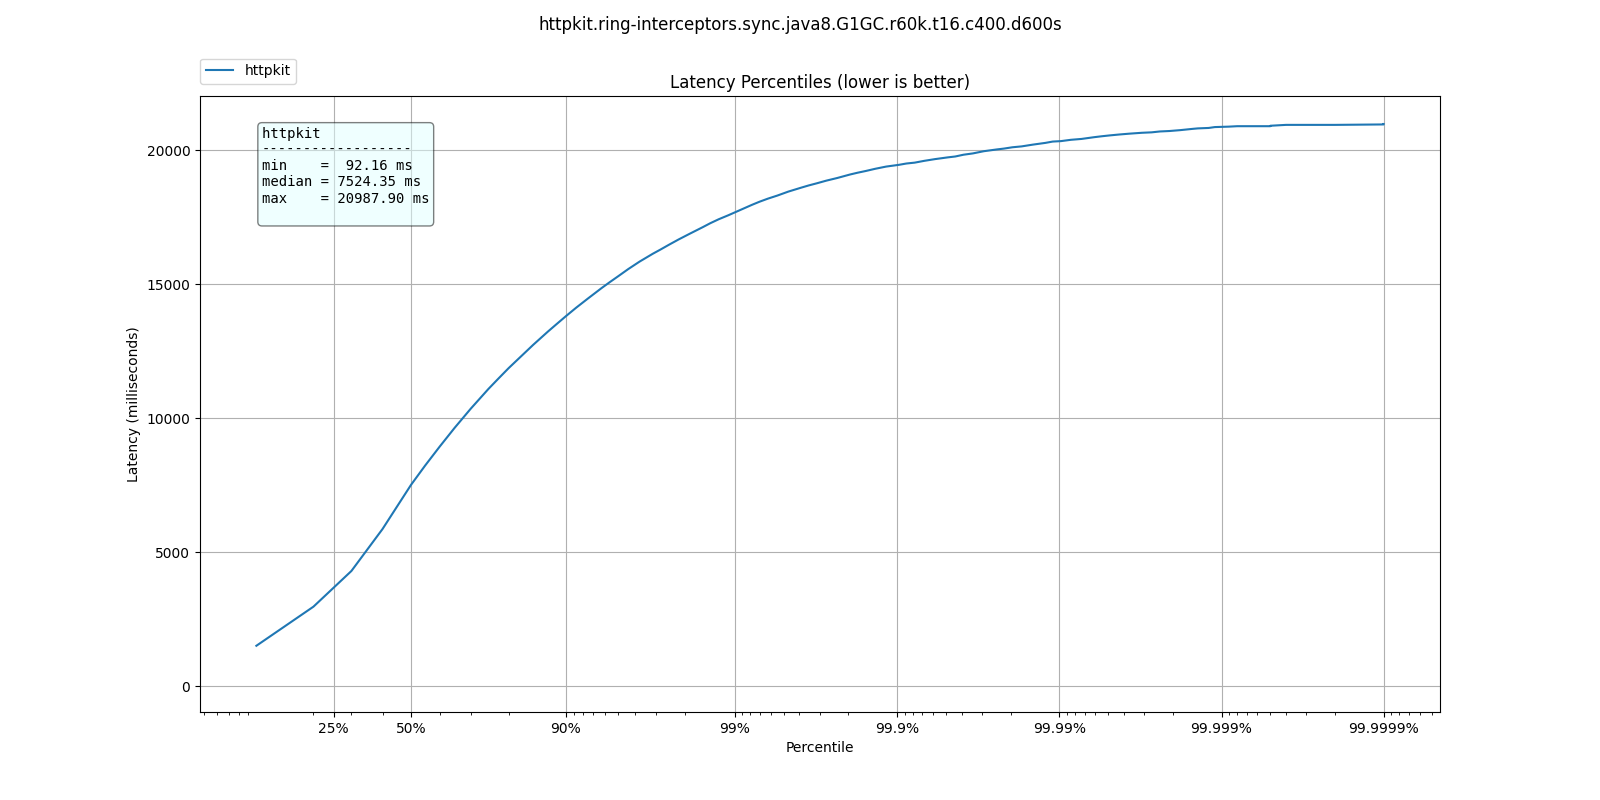 httpkit.ring-interceptors.sync.java8.G1GC.r60k.t16.c400.d600s
httpkit
Latency Percentiles (lower is better)
httpkit
------------------
min    =  92.16 ms
median = 7524.35 ms
max    = 20987.90 ms
20000
15000
10000
5000
0
Latency (milliseconds)
25% 50% 90% 99% 99.9% 99.99% 99.999% 99.9999%
Percentile